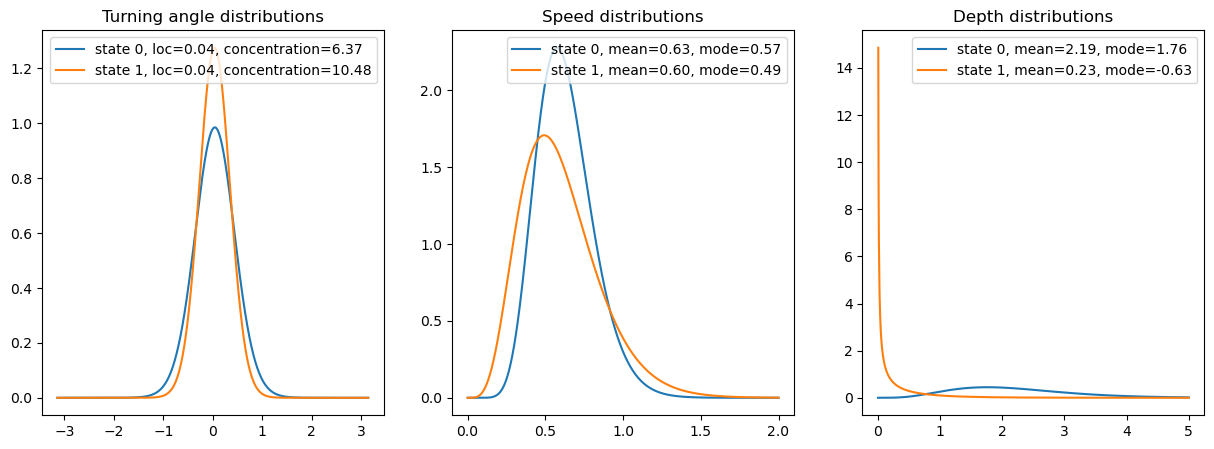 Turning angle distributions
state 0, loc=0.04, concentration=6.37
state 1, loc=0.04, concentration=10.48
1.2
1.0
0.8
0.6
0.4
0.2
0.0
−3 −2 −1 0 1 2 3
Speed distributions
state 0, mean=0.63, mode=0.57
state 1, mean=0.60, mode=0.49
2.0
1.5
1.0
0.5
0.0
0.0 0.5 1.0 1.5 2.0
Depth distributions
state 0, mean=2.19, mode=1.76
state 1, mean=0.23, mode=-0.63
14
12
10
8
6
4
2
0
0 1 2 3 4 5